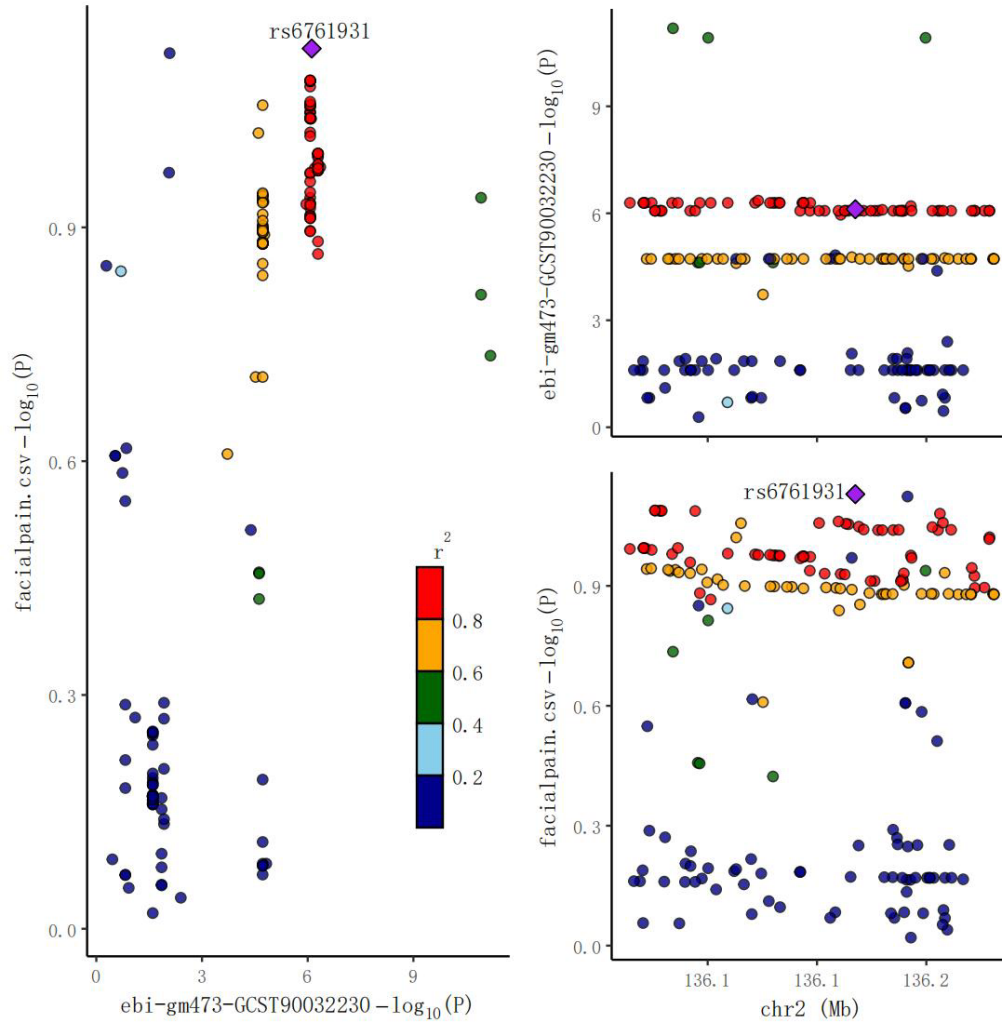 rs6761931
facialpain.csv-log10(P)
0.9
0.6
0.3
0.0
0
3
6
9
ebi-gm473-GCST90032230-log10(P)
r2
0.8
0.6
0.4
0.2
ebi-gm473-GCST90032230-log10(P)
9
6
3
0
rs6761931
facialpain.csv-log10(P)
0.9
0.6
0.3
0.0
136.1
136.1
136.2
chr2 (Mb)